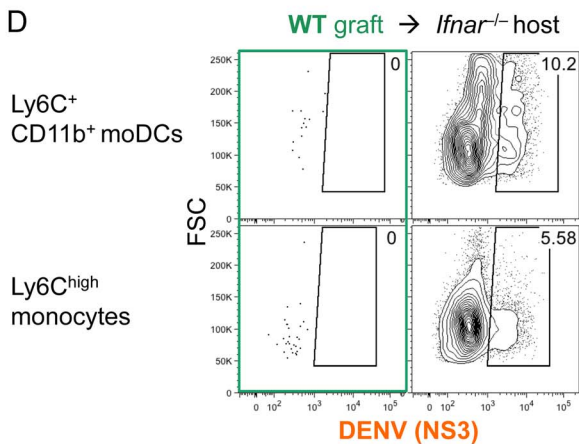 D
WT graft → Ifnar⁻/⁻ host
Ly6C⁺
CD11b⁺ moDCs
250K
200K
150K
100K
50K
0
0
10.2
FSC
Ly6Chigh
monocytes
250K
200K
150K
100K
50K
0
0
5.58
0 10² 10³ 10⁴ 10⁵
0 10² 10³ 10⁴ 10⁵
DENV (NS3)